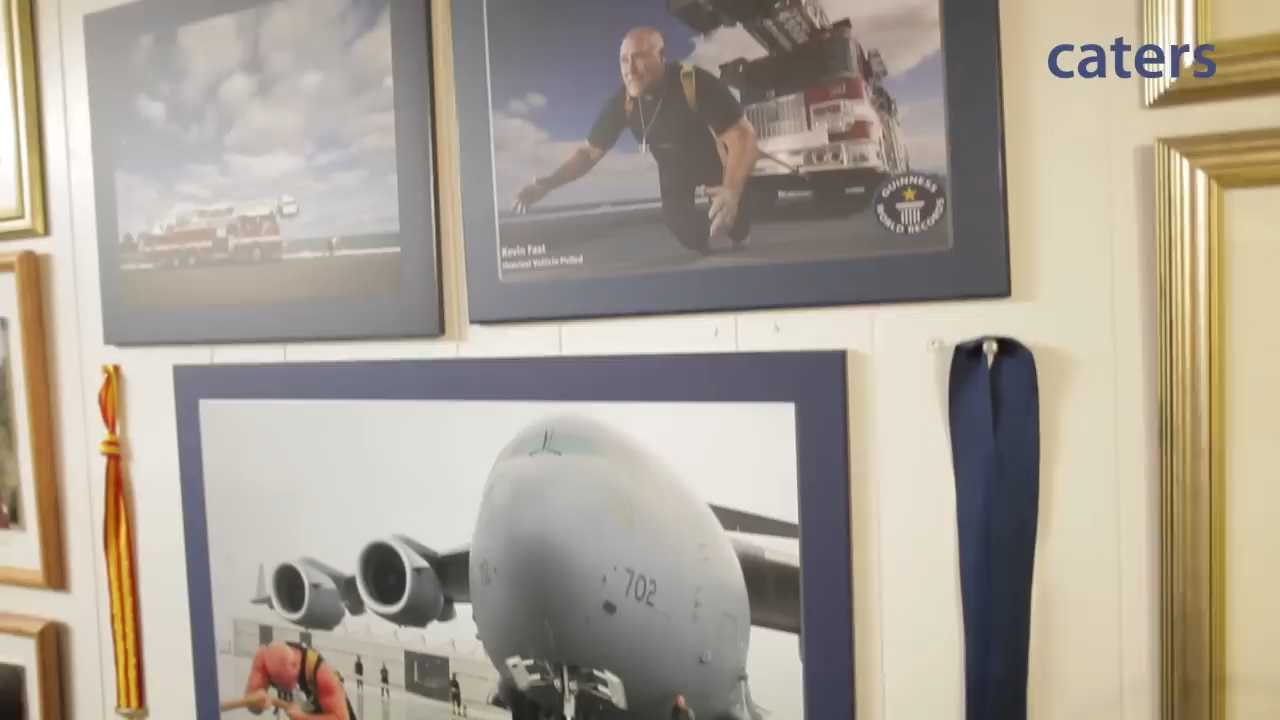 caters
GUINNESS
WORLD RECORDS
Kevin Fast
Heaviest Vehicle Pulled
702